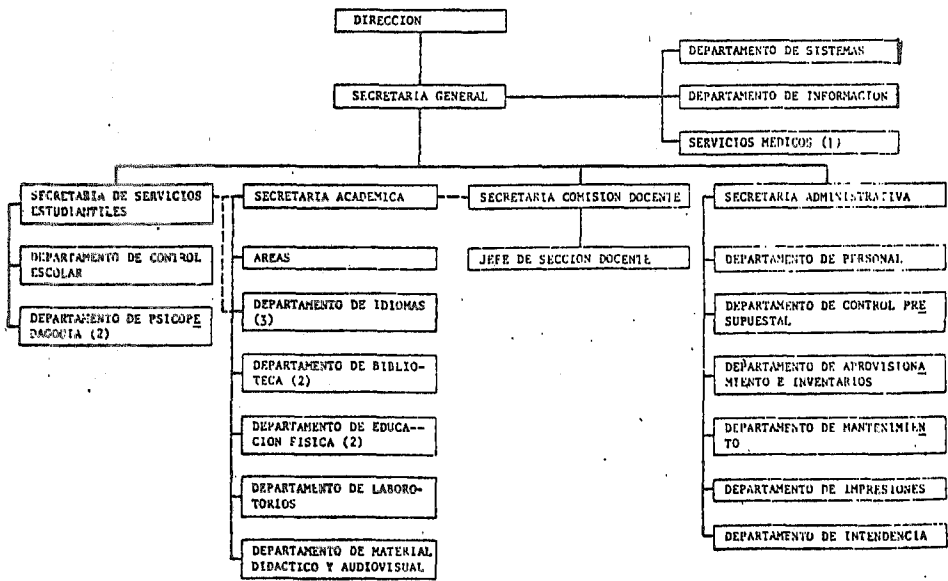 DIRECCION
DEPARTAMENTO DE SISTEMAS
SECRETARIA GENERAL
DEPARTAMENTO DE INFORMACION
SERVICIOS MEDICOS (1)
SECRETARIA DE SERVICIOS
ESTUDIANTILES
DEPARTAMENTO DE CONTROL
ESCOLAR
DEPARTAMENTO DE PSICOPE
DAGOGIA (2)
SECRETARIA ACADEMICA
AREAS
DEPARTAMENTO DE IDIOMAS
(3)
DEPARTAMENTO DE BIBLIO-
TECA (2)
DEPARTAMENTO DE EDUCA--
CION FISICA (2)
DEPARTAMENTO DE LABORO-
TORIOS
DEPARTAMENTO DE MATERIAL
DIDACTICO Y AUDIOVISUAL
SECRETARIA COMISION DOCENTE
JEFE DE SECCION DOCENTE
SECRETARIA ADMINISTRATIVA
DEPARTAMENTO DE PERSONAL
DEPARTAMENTO DE CONTROL PRE
SUPUESTAL
DEPARTAMENTO DE APROVISIONA
MIENTO E INVENTARIOS
DEPARTAMENTO DE MANTENIMIEN
TO
DEPARTAMENTO DE IMPRESIONES
DEPARTAMENTO DE INTENDENCIA